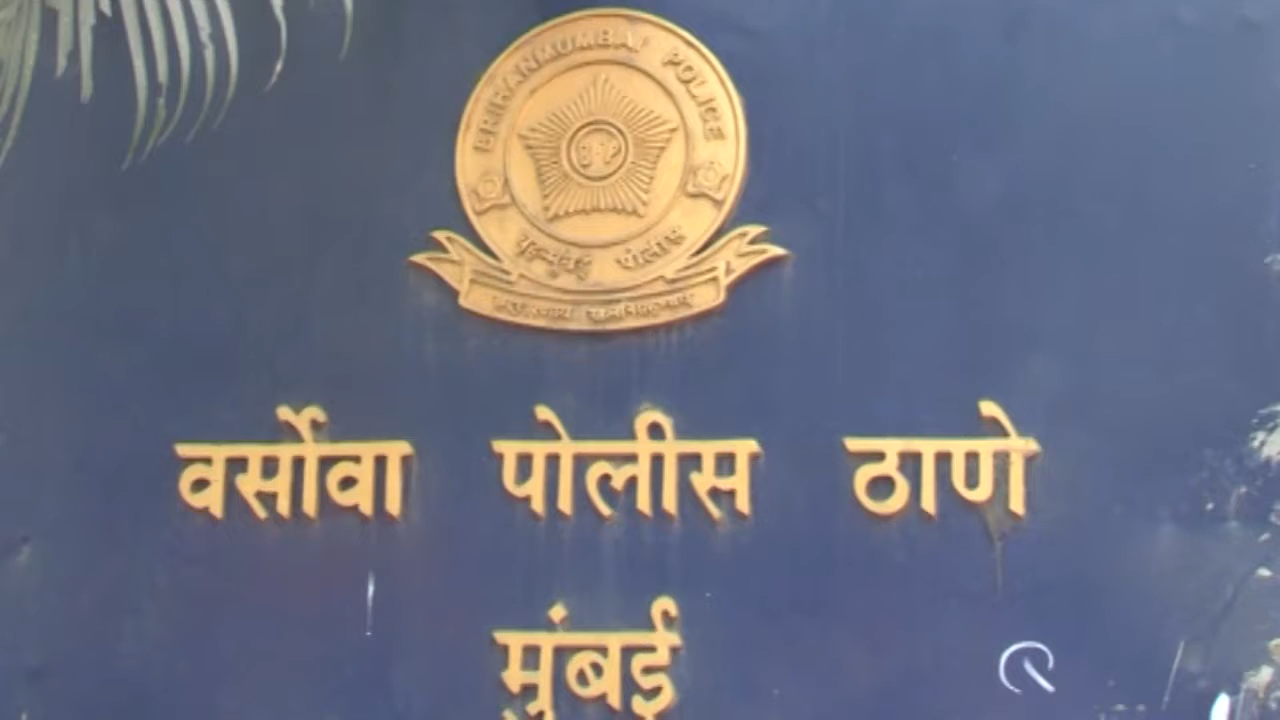 BRIHANMUMBAI POLICE
B.P
बृहन्मुंबई पोलीस
वर्सोवा पोलीस ठाणे
मुंबई